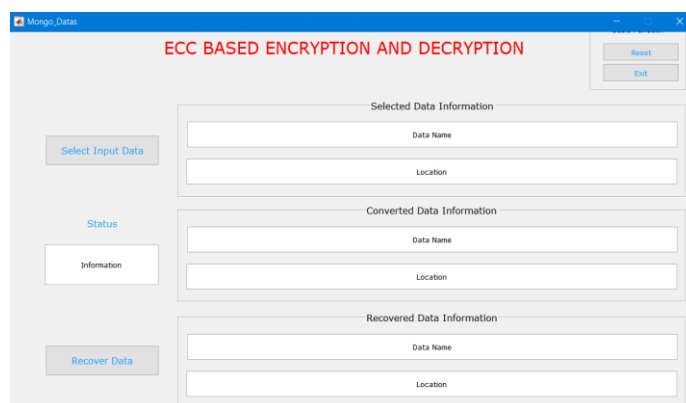 Mongo_Datas
ECC BASED ENCRYPTION AND DECRYPTION
Reset
Exit
Selected Data Information
Select Input Data
Data Name
Location
Converted Data Information
Status
Data Name
Information
Location
Recovered Data Information
Data Name
Recover Data
Location